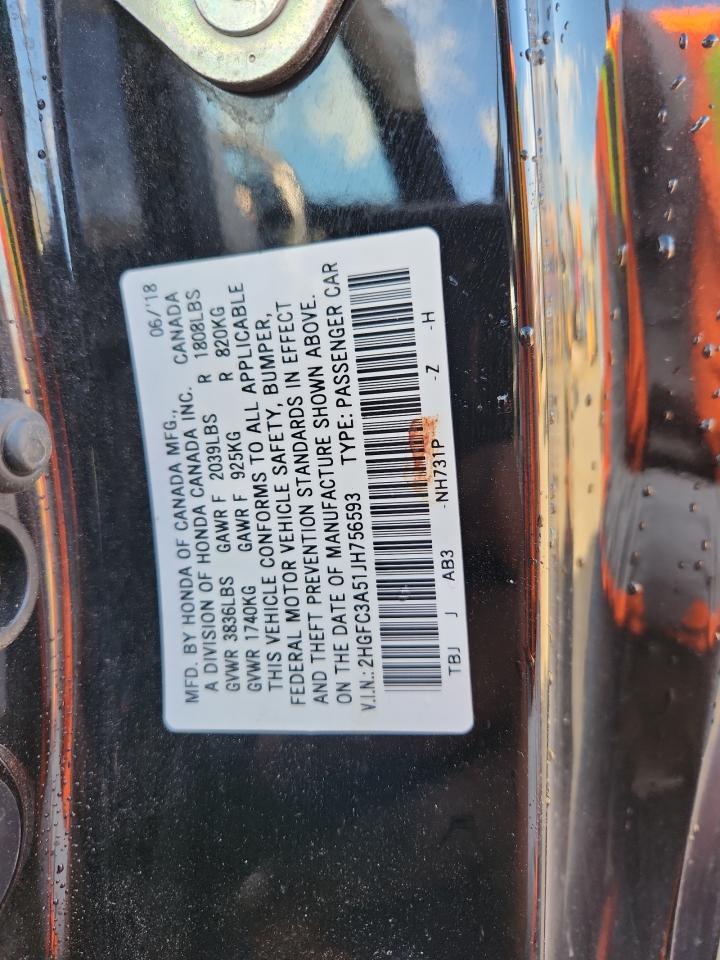 MFD. BY HONDA OF CANADA MFG., 06/'18
A DIVISION OF HONDA CANADA INC. CANADA
GVWR 3836LBS GAWR F 2039LBS R 1808LBS
GVWR 1740KG GAWR F 925KG R 820KG
THIS VEHICLE CONFORMS TO ALL APPLICABLE
FEDERAL MOTOR VEHICLE SAFETY, BUMPER,
AND THEFT PREVENTION STANDARDS IN EFFECT
ON THE DATE OF MANUFACTURE SHOWN ABOVE.
V.I.N.: 2HGFC3A51JH756593 TYPE: PASSENGER CAR
TBJ J AB3 -NH731P -Z -H